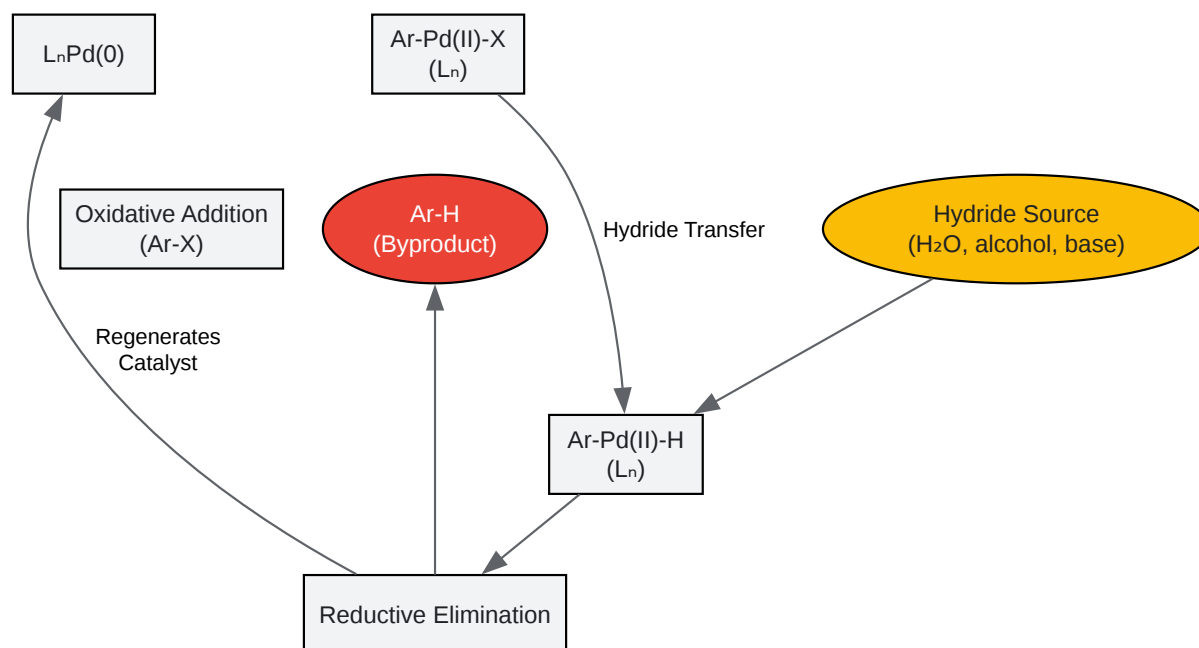 LₙPd(0)
Ar-Pd(II)-X
(Lₙ)
Oxidative Addition
(Ar-X)
Ar-H
(Byproduct)
Hydride Transfer
Hydride Source
(H₂O, alcohol, base)
Regenerates
Catalyst
Ar-Pd(II)-H
(Lₙ)
Reductive Elimination